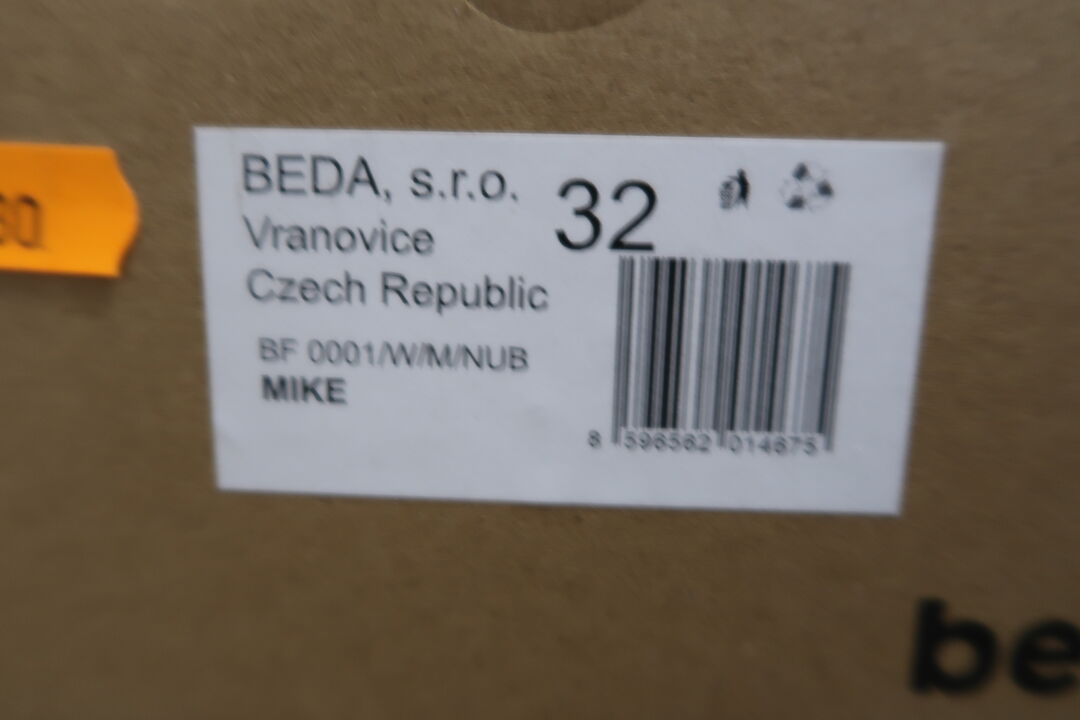 BEDA, s.r.o.
Vranovice
Czech Republic
32
BF 0001/W/M/NUB
MIKE
8 596562 014675
be